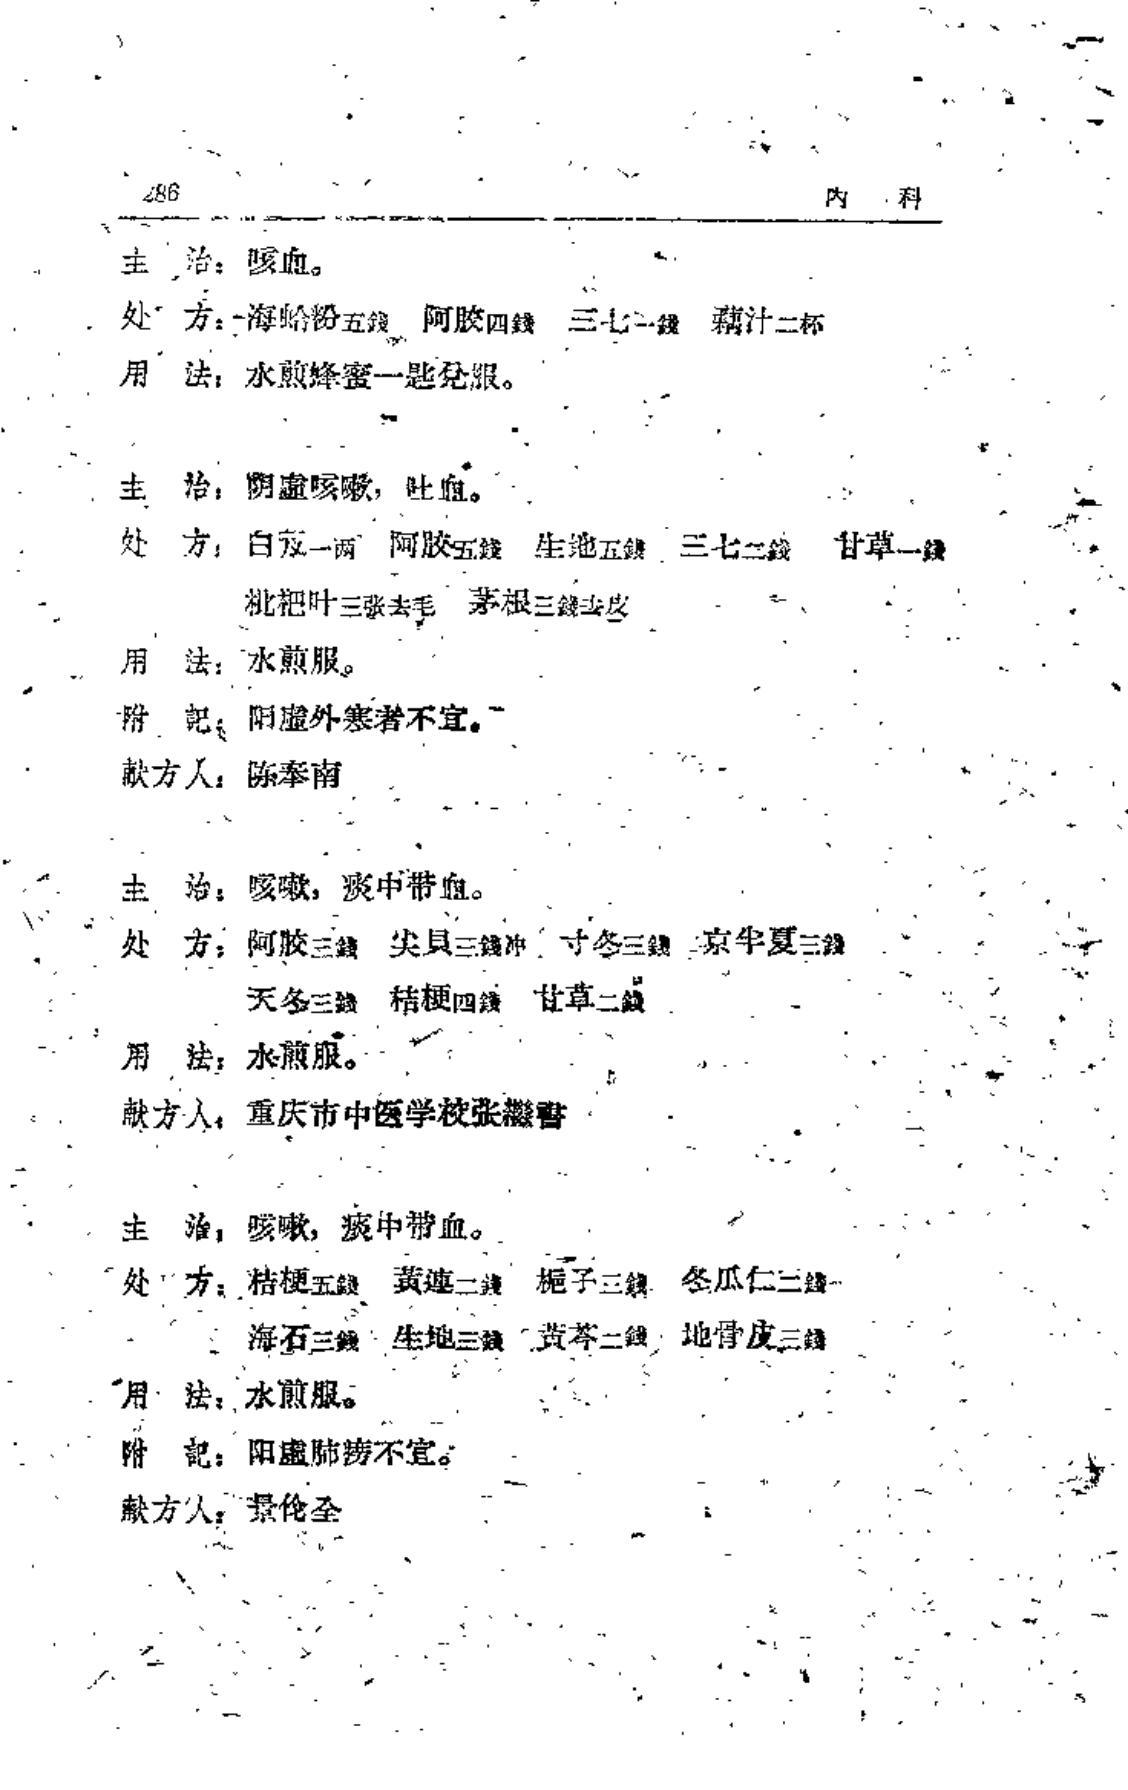 286 内 科
主 治：咳血。
处 方：海蛤粉五錢 阿胶四錢 三七一錢 藕汁二杯
用 法：水煎蜂蜜一匙兌服。
主 治：阴虛咳嗽，吐血。
处 方：白芨一两 阿胶五錢 生地五錢 三七二錢 甘草一錢
枇杷叶三张去毛 茅根三錢去皮
用 法：水煎服。
附 記：阳虛外寒者不宜。
献方人：陈奉南
主 治：咳嗽，痰中带血。
处 方：阿胶三錢 尖貝三錢冲 寸冬三錢 京半夏三錢
天冬三錢 桔梗四錢 甘草二錢
用 法：水煎服。
献方人：重庆市中医学校张繼書
主 治：咳嗽，痰中带血。
处 方：桔梗五錢 黃連二錢 梔子三錢 冬瓜仁三錢
海石三錢 生地三錢 黃芩二錢 地骨皮三錢
用 法：水煎服。
附 記：阳虛肺痨不宜。
献方人：景伦全